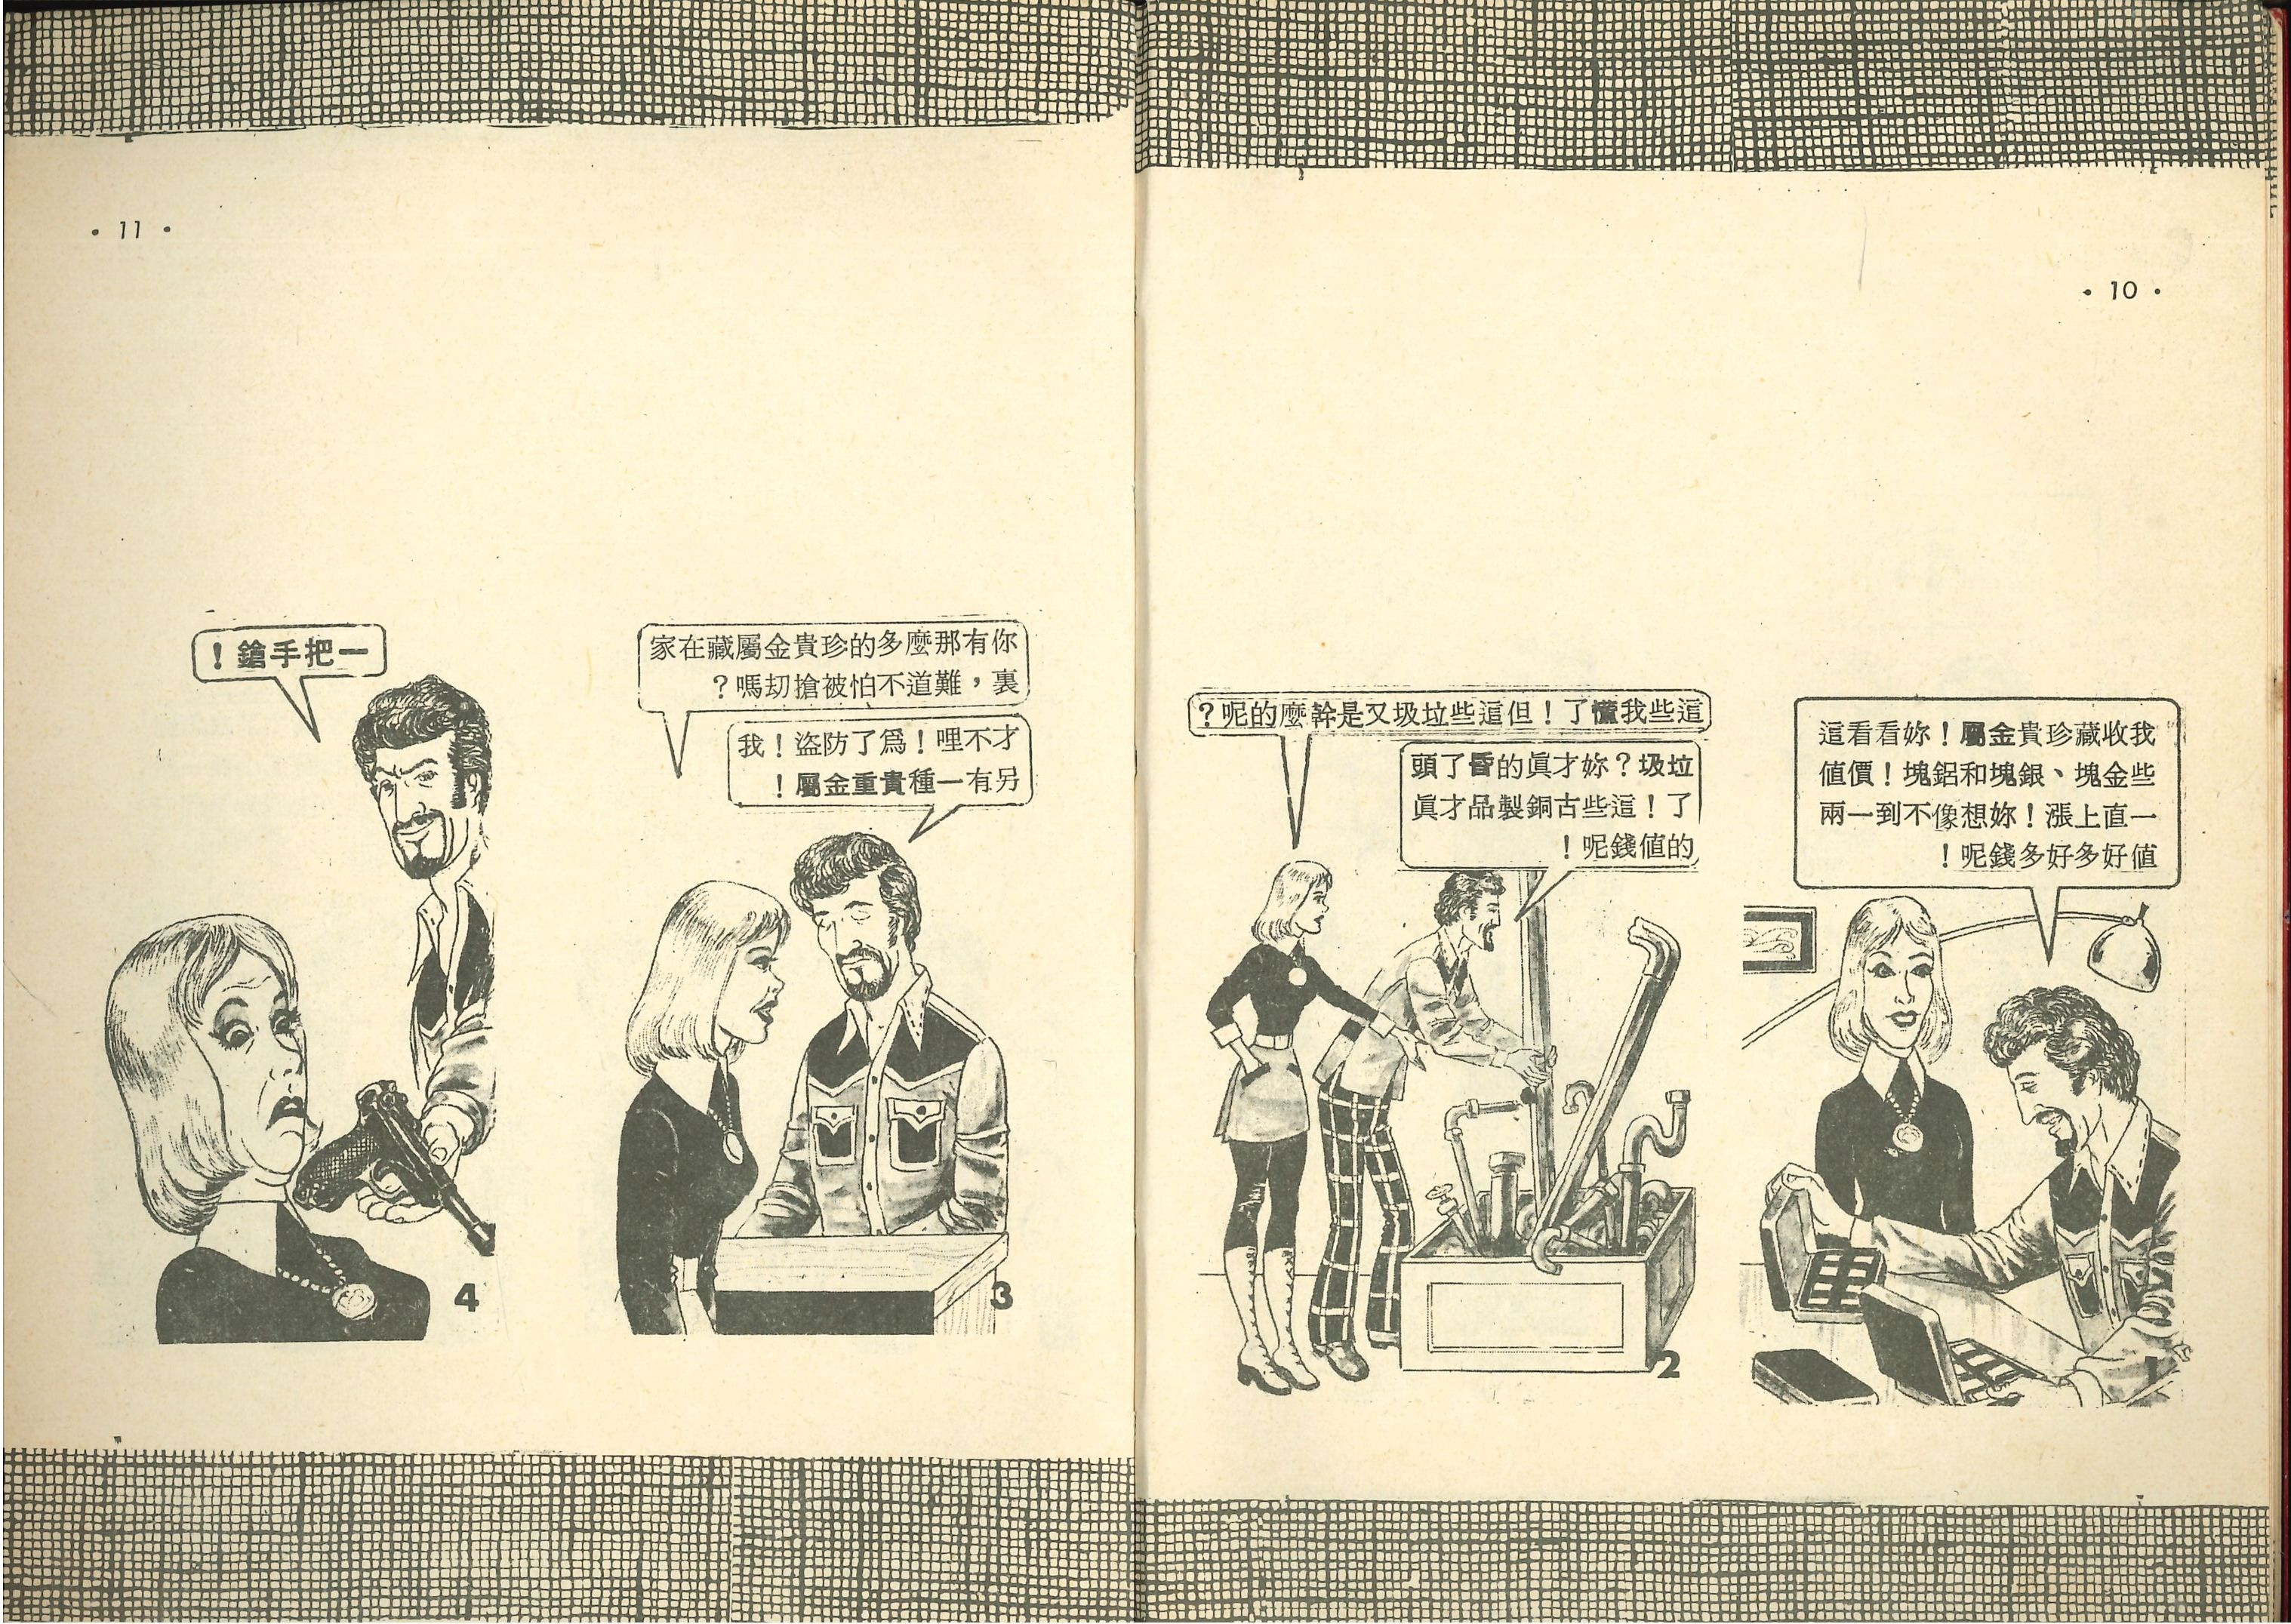 • 10 •
我收藏珍貴金屬！妳看看這
些金塊、銀塊和鋁塊！價值
一直上漲！妳想像不到一兩
值好多好多錢呢！
1
這些我懂了！但這些垃圾又是幹麼的呢？
垃圾？妳才眞的昏了頭
了！這些古銅製品才眞
的值錢呢！
2
• 11 •
你有那麼多的珍貴金屬藏在家
裏，難道不怕被搶刧嗎？
才不哩！爲了防盜！我
另有一種貴重金屬！
3
一把手鎗！
4